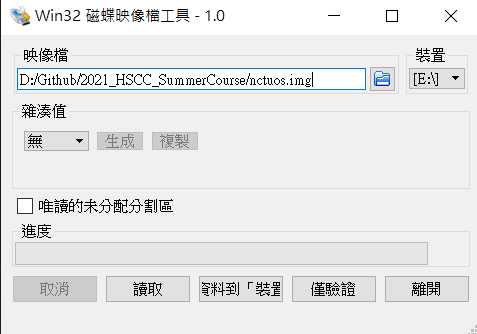 Win32 磁蝶映像檔工具 - 1.0
映像檔
裝置
D:/Github/2021_HSCC_SummerCourse/nctuos.img
[E:\]
雜湊值
無
生成
複製
唯讀的未分配分割區
進度
取消
讀取
資料到「裝置
僅驗證
離開